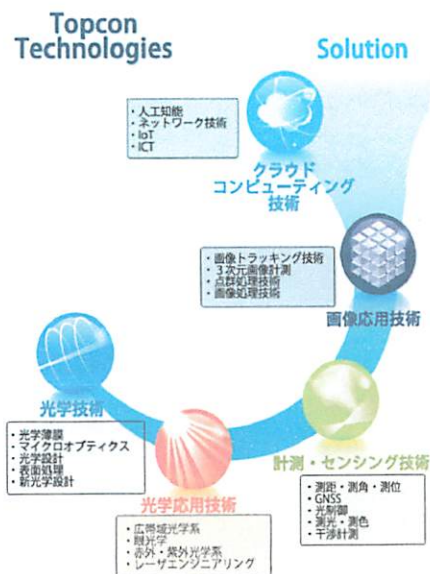 Topcon
Technologies
Solution
・人工知能
・ネットワーク技術
・IoT
・ICT
クラウド
コンピューティング
技術
・画像トラッキング技術
・3次元画像計測
・点群処理技術
・画像処理技術
画像応用技術
光学技術
・光学薄膜
・マイクロオプティクス
・光学設計
・表面処理
・新光学設計
光学応用技術
・広帯域光学系
・眼光学
・赤外・紫外光学系
・レーザエンジニアリング
計測・センシング技術
・測距・測角・測位
・GNSS
・光制御
・測光・測色
・干渉計測